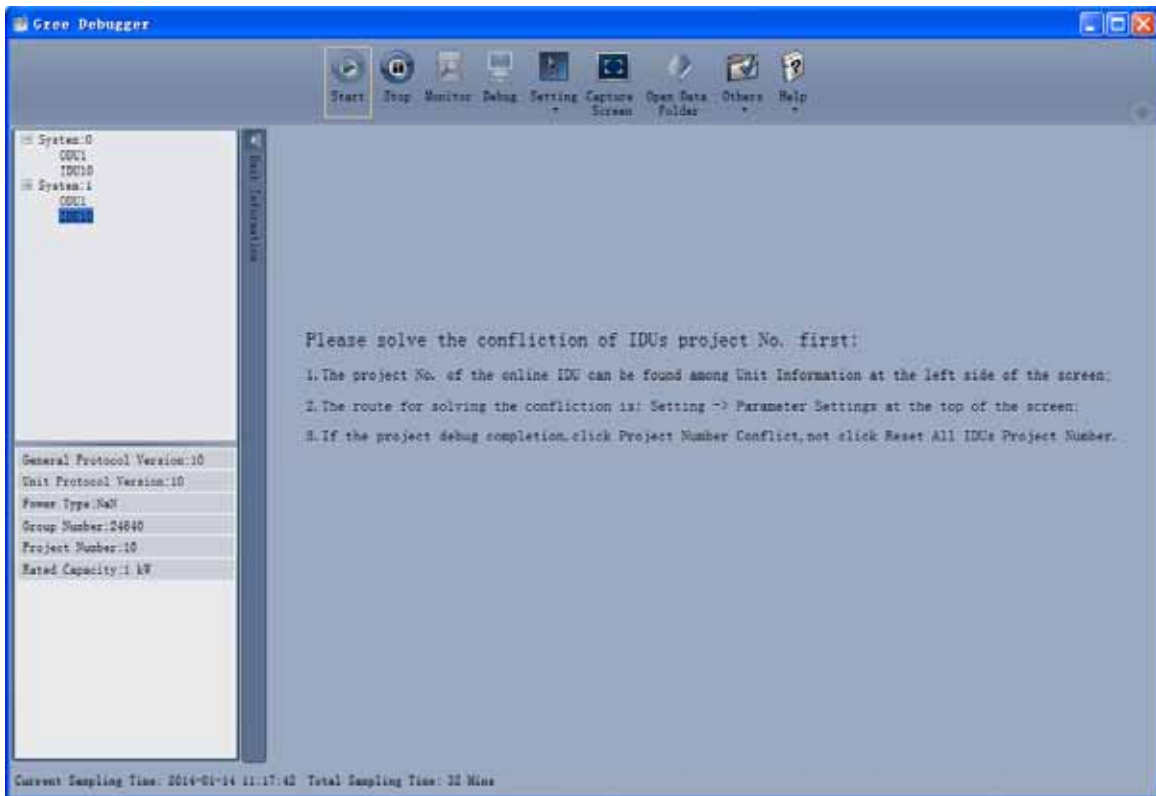 Gree Debugger
Start Stop Monitor Debug Setting Capture Screen Open Data Folder Others Help
System:0
ODU1
IDU10
System:1
ODU1
IDU10
Unit Information
Please solve the confliction of IDUs project No. first:
1.The project No. of the online IDU can be found among Unit Information at the left side of the screen;
2.The route for solving the confliction is: Setting -> Parameter Settings at the top of the screen;
3.If the project debug completion,click Project Number Conflict,not click Reset All IDUs Project Number.
General Protocol Version:10
Unit Protocol Version:10
Power Type:NaN
Group Number:24640
Project Number:10
Rated Capacity:1 kW
Current Sampling Time: 2014-01-14 11:17:42 Total Sampling Time: 32 Mins